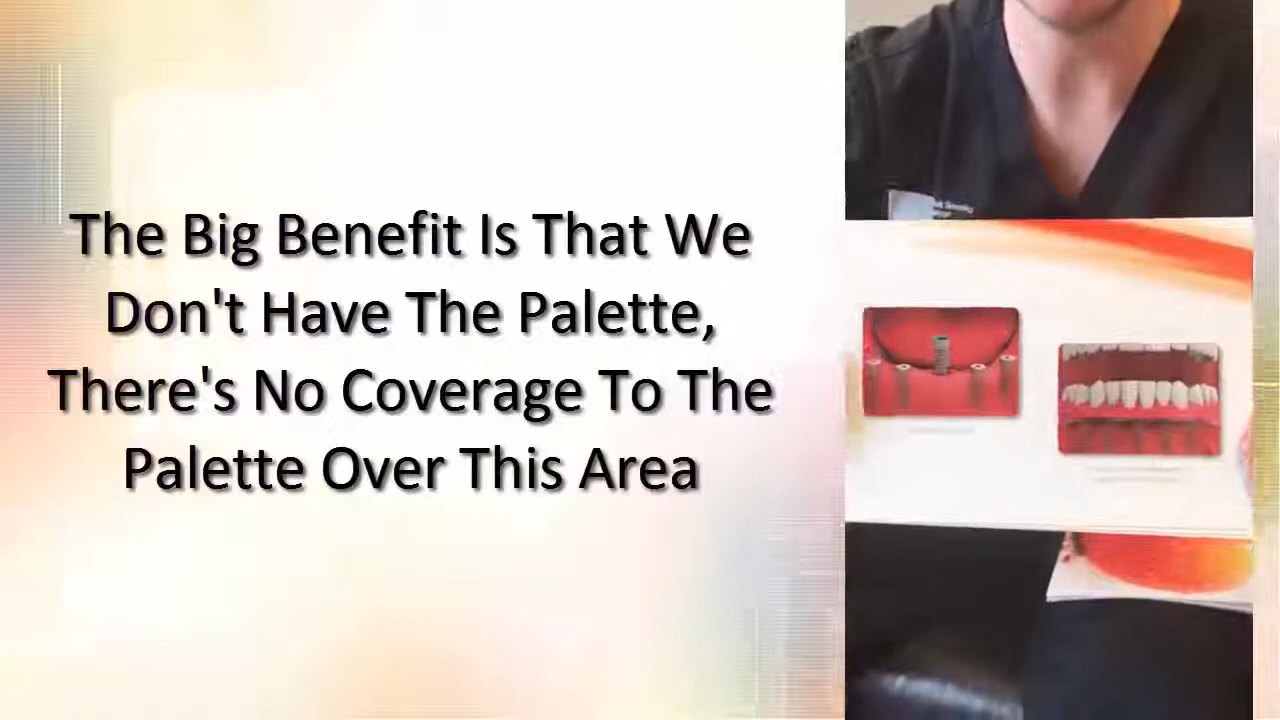 The Big Benefit Is That We
Don't Have The Palette,
There's No Coverage To The
Palette Over This Area